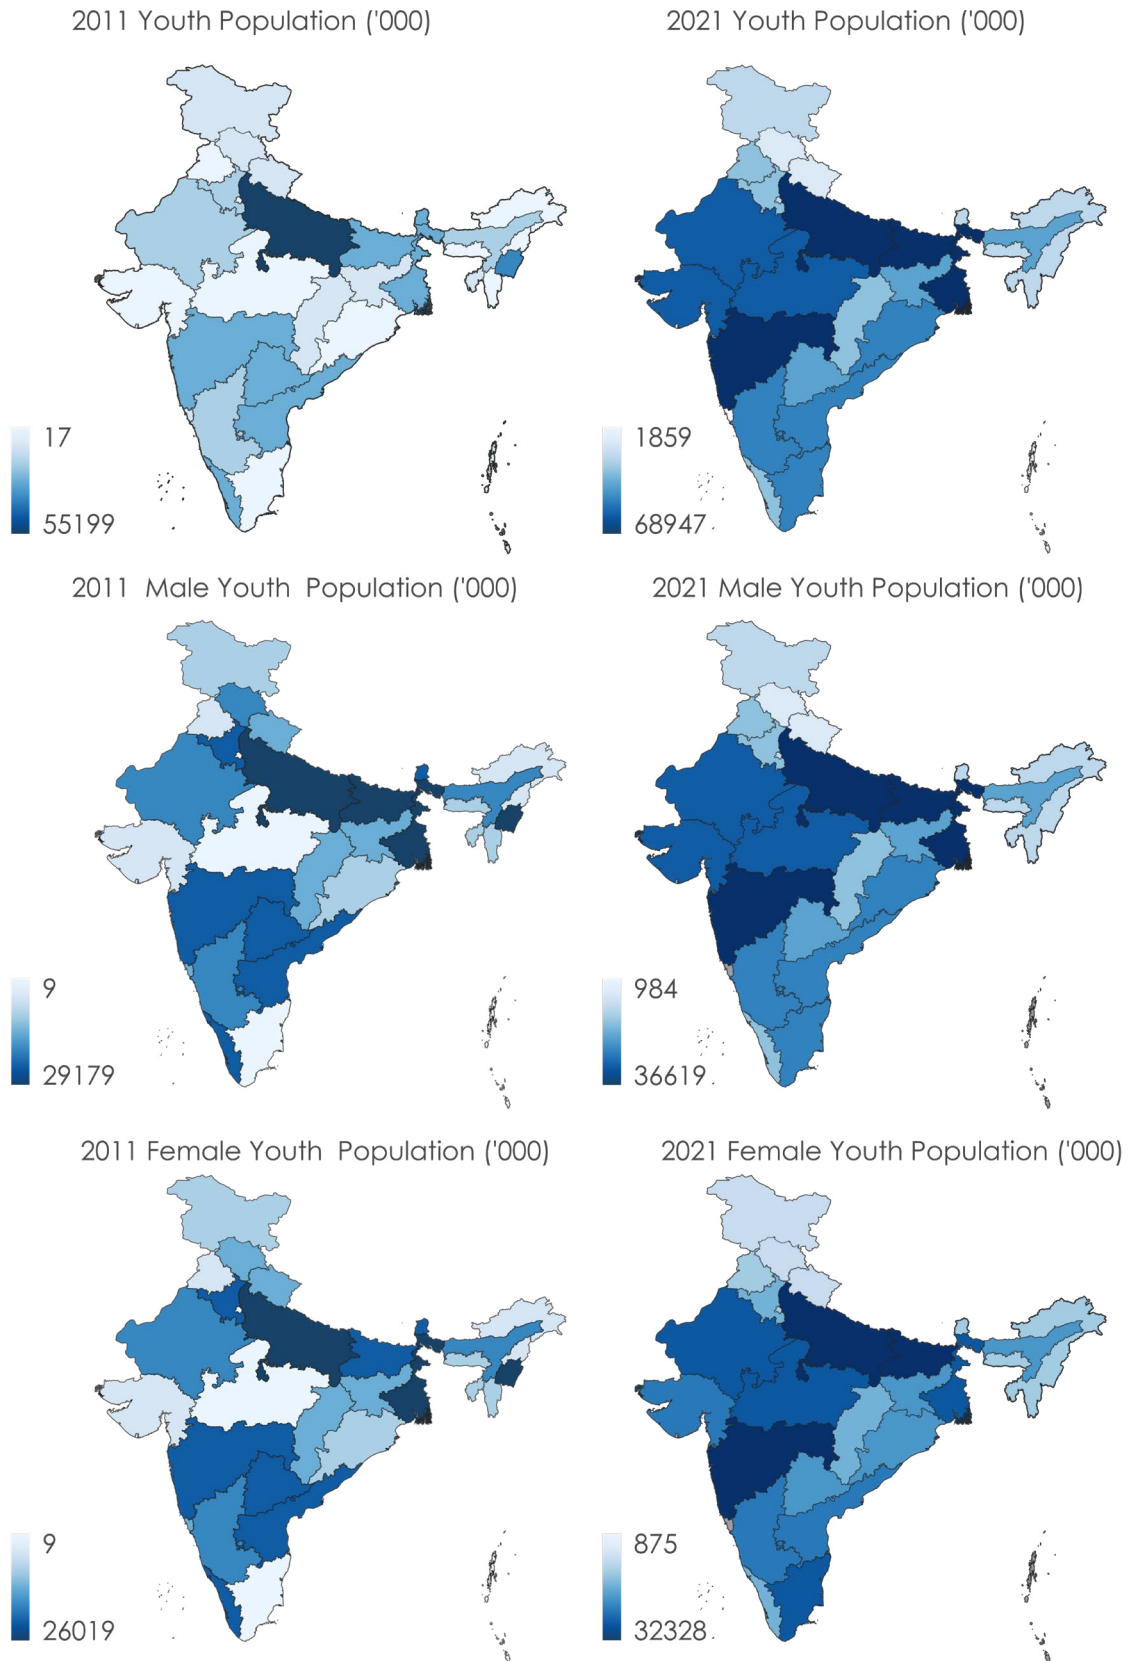 2011 Youth Population ('000)
2021 Youth Population ('000)
17
55199
1859
68947
2011 Male Youth Population ('000)
2021 Male Youth Population ('000)
9
29179
984
36619
2011 Female Youth Population ('000)
2021 Female Youth Population ('000)
9
26019
875
32328